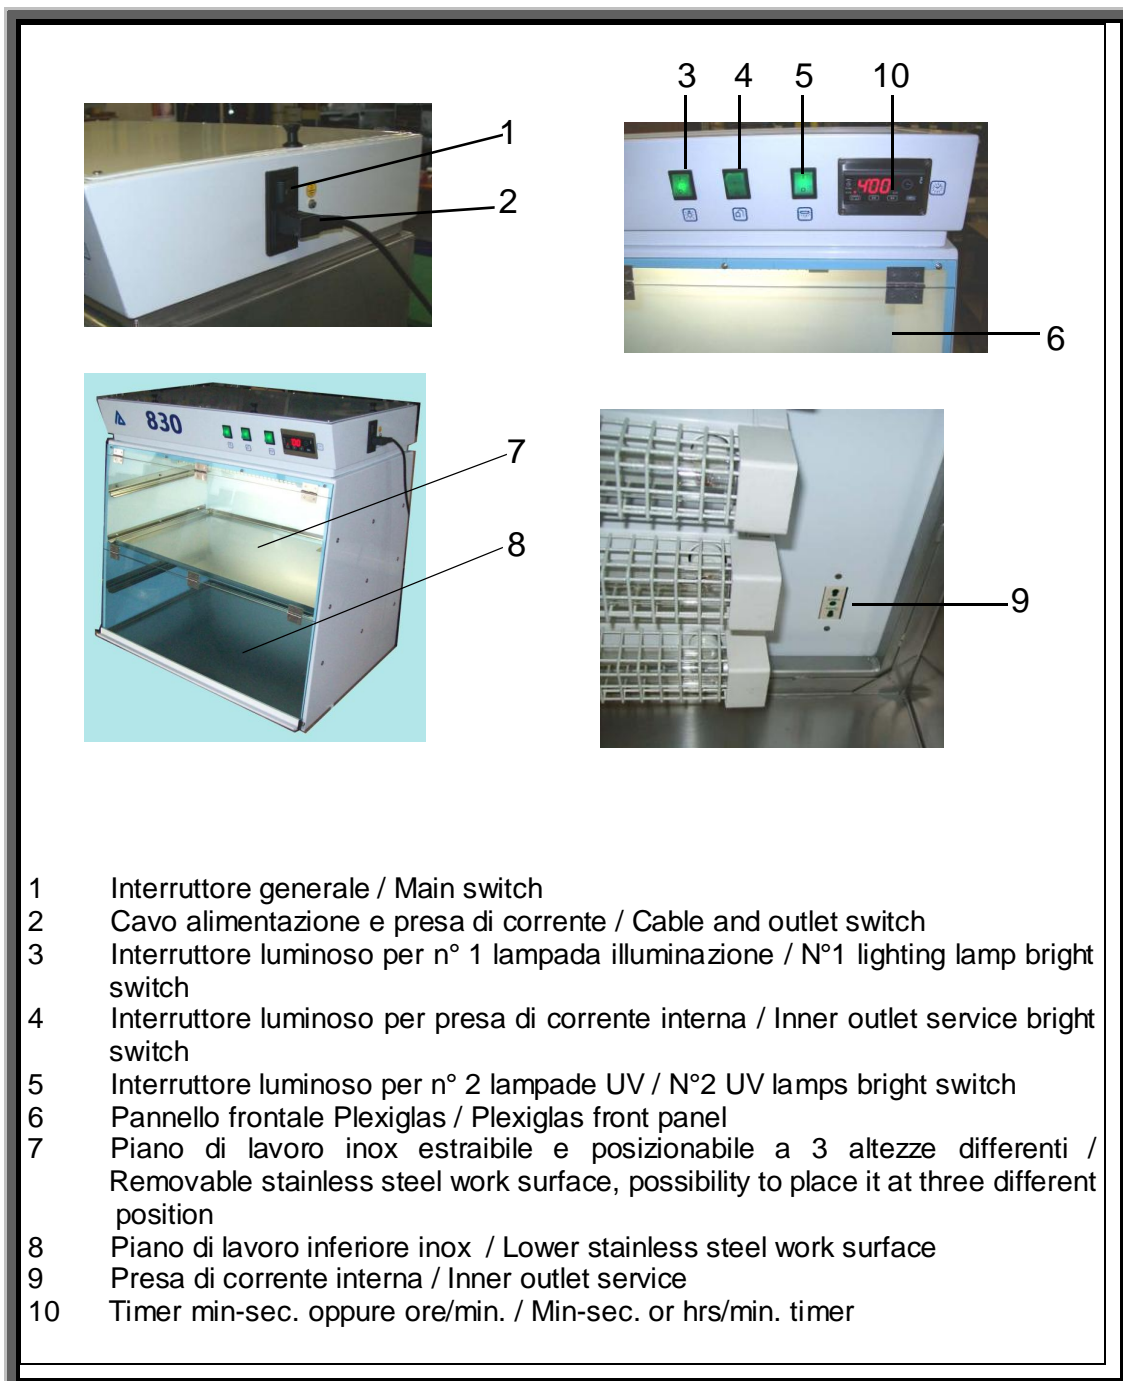 3 4 5 10
1
2
400
6
830
7
8
9
1 Interruttore generale / Main switch
2 Cavo alimentazione e presa di corrente / Cable and outlet switch
3 Interruttore luminoso per n° 1 lampada illuminazione / N°1 lighting lamp bright
switch
4 Interruttore luminoso per presa di corrente interna / Inner outlet service bright
switch
5 Interruttore luminoso per n° 2 lampade UV / N°2 UV lamps bright switch
6 Pannello frontale Plexiglas / Plexiglas front panel
7 Piano di lavoro inox estraibile e posizionabile a 3 altezze differenti /
Removable stainless steel work surface, possibility to place it at three different
position
8 Piano di lavoro inferiore inox / Lower stainless steel work surface
9 Presa di corrente interna / Inner outlet service
10 Timer min-sec. oppure ore/min. / Min-sec. or hrs/min. timer